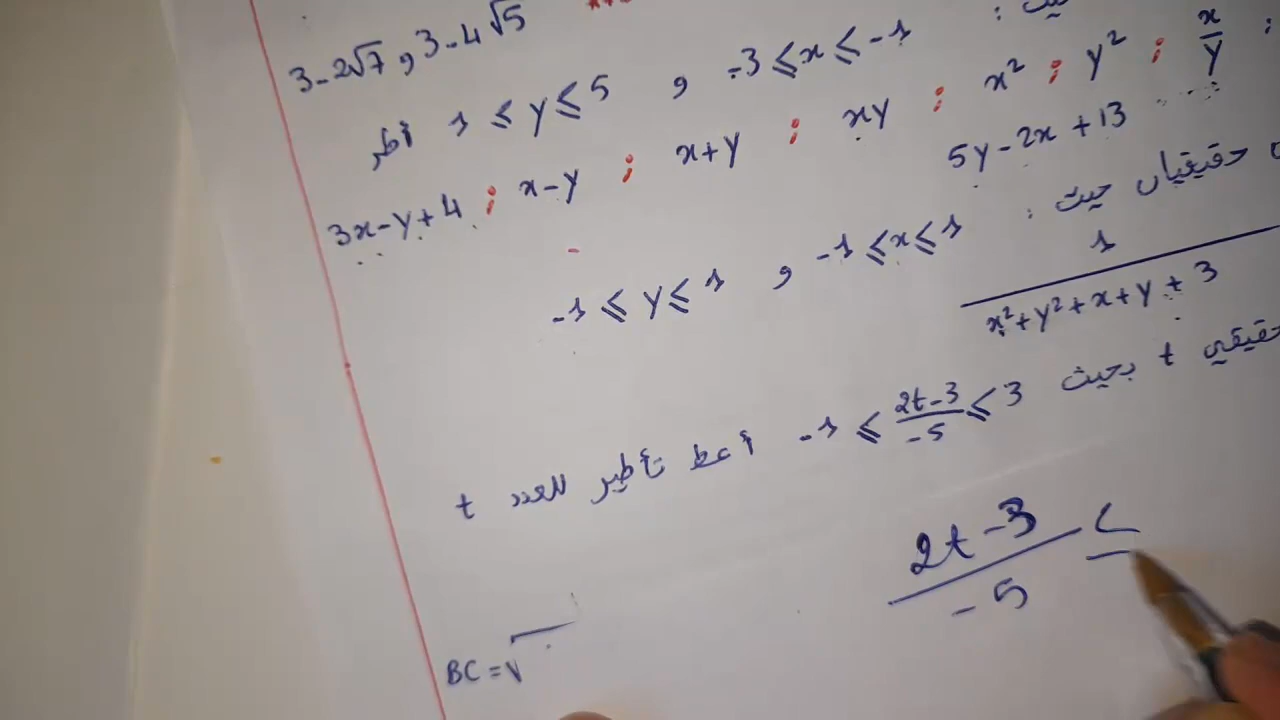 3-2√7 و 3-4√5
-3 ⩽ x ⩽ -1 و 1 ⩽ y ⩽ 5 أطر
x/y ; y² ; x² ; xy ; x+y ; x-y ; 3x-y+4
5y-2x+13
حقيقيان حيث : -1 ⩽ x ⩽ 1 و -1 ⩽ y ⩽ 1
1/(x²+y²+x+y+3)
t بحيث -1 ⩽ (2t-3)/-5 ⩽ 3 أعط تأطير للعدد t
(2t-3)/-5 ≤
BC=√